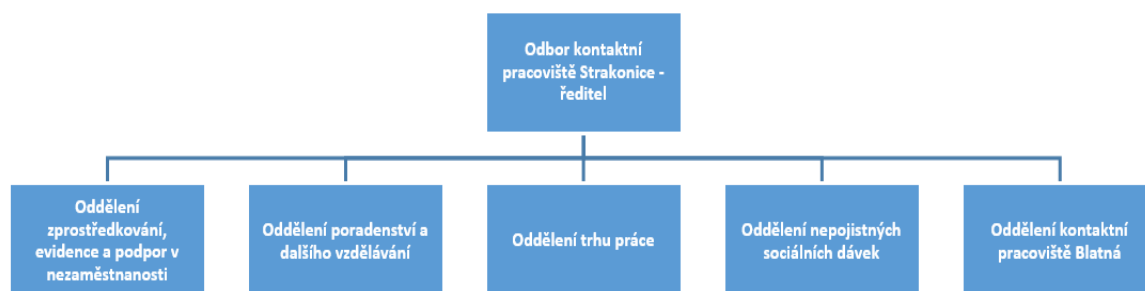 Odbor kontaktní
pracoviště Strakonice -
ředitel
Oddělení
zprostředkování,
evidence a podpor v
nezaměstnanosti
Oddělení poradenství a
dalšího vzdělávání
Oddělení trhu práce
Oddělení nepojistných
sociálních dávek
Oddělení kontaktní
pracoviště Blatná